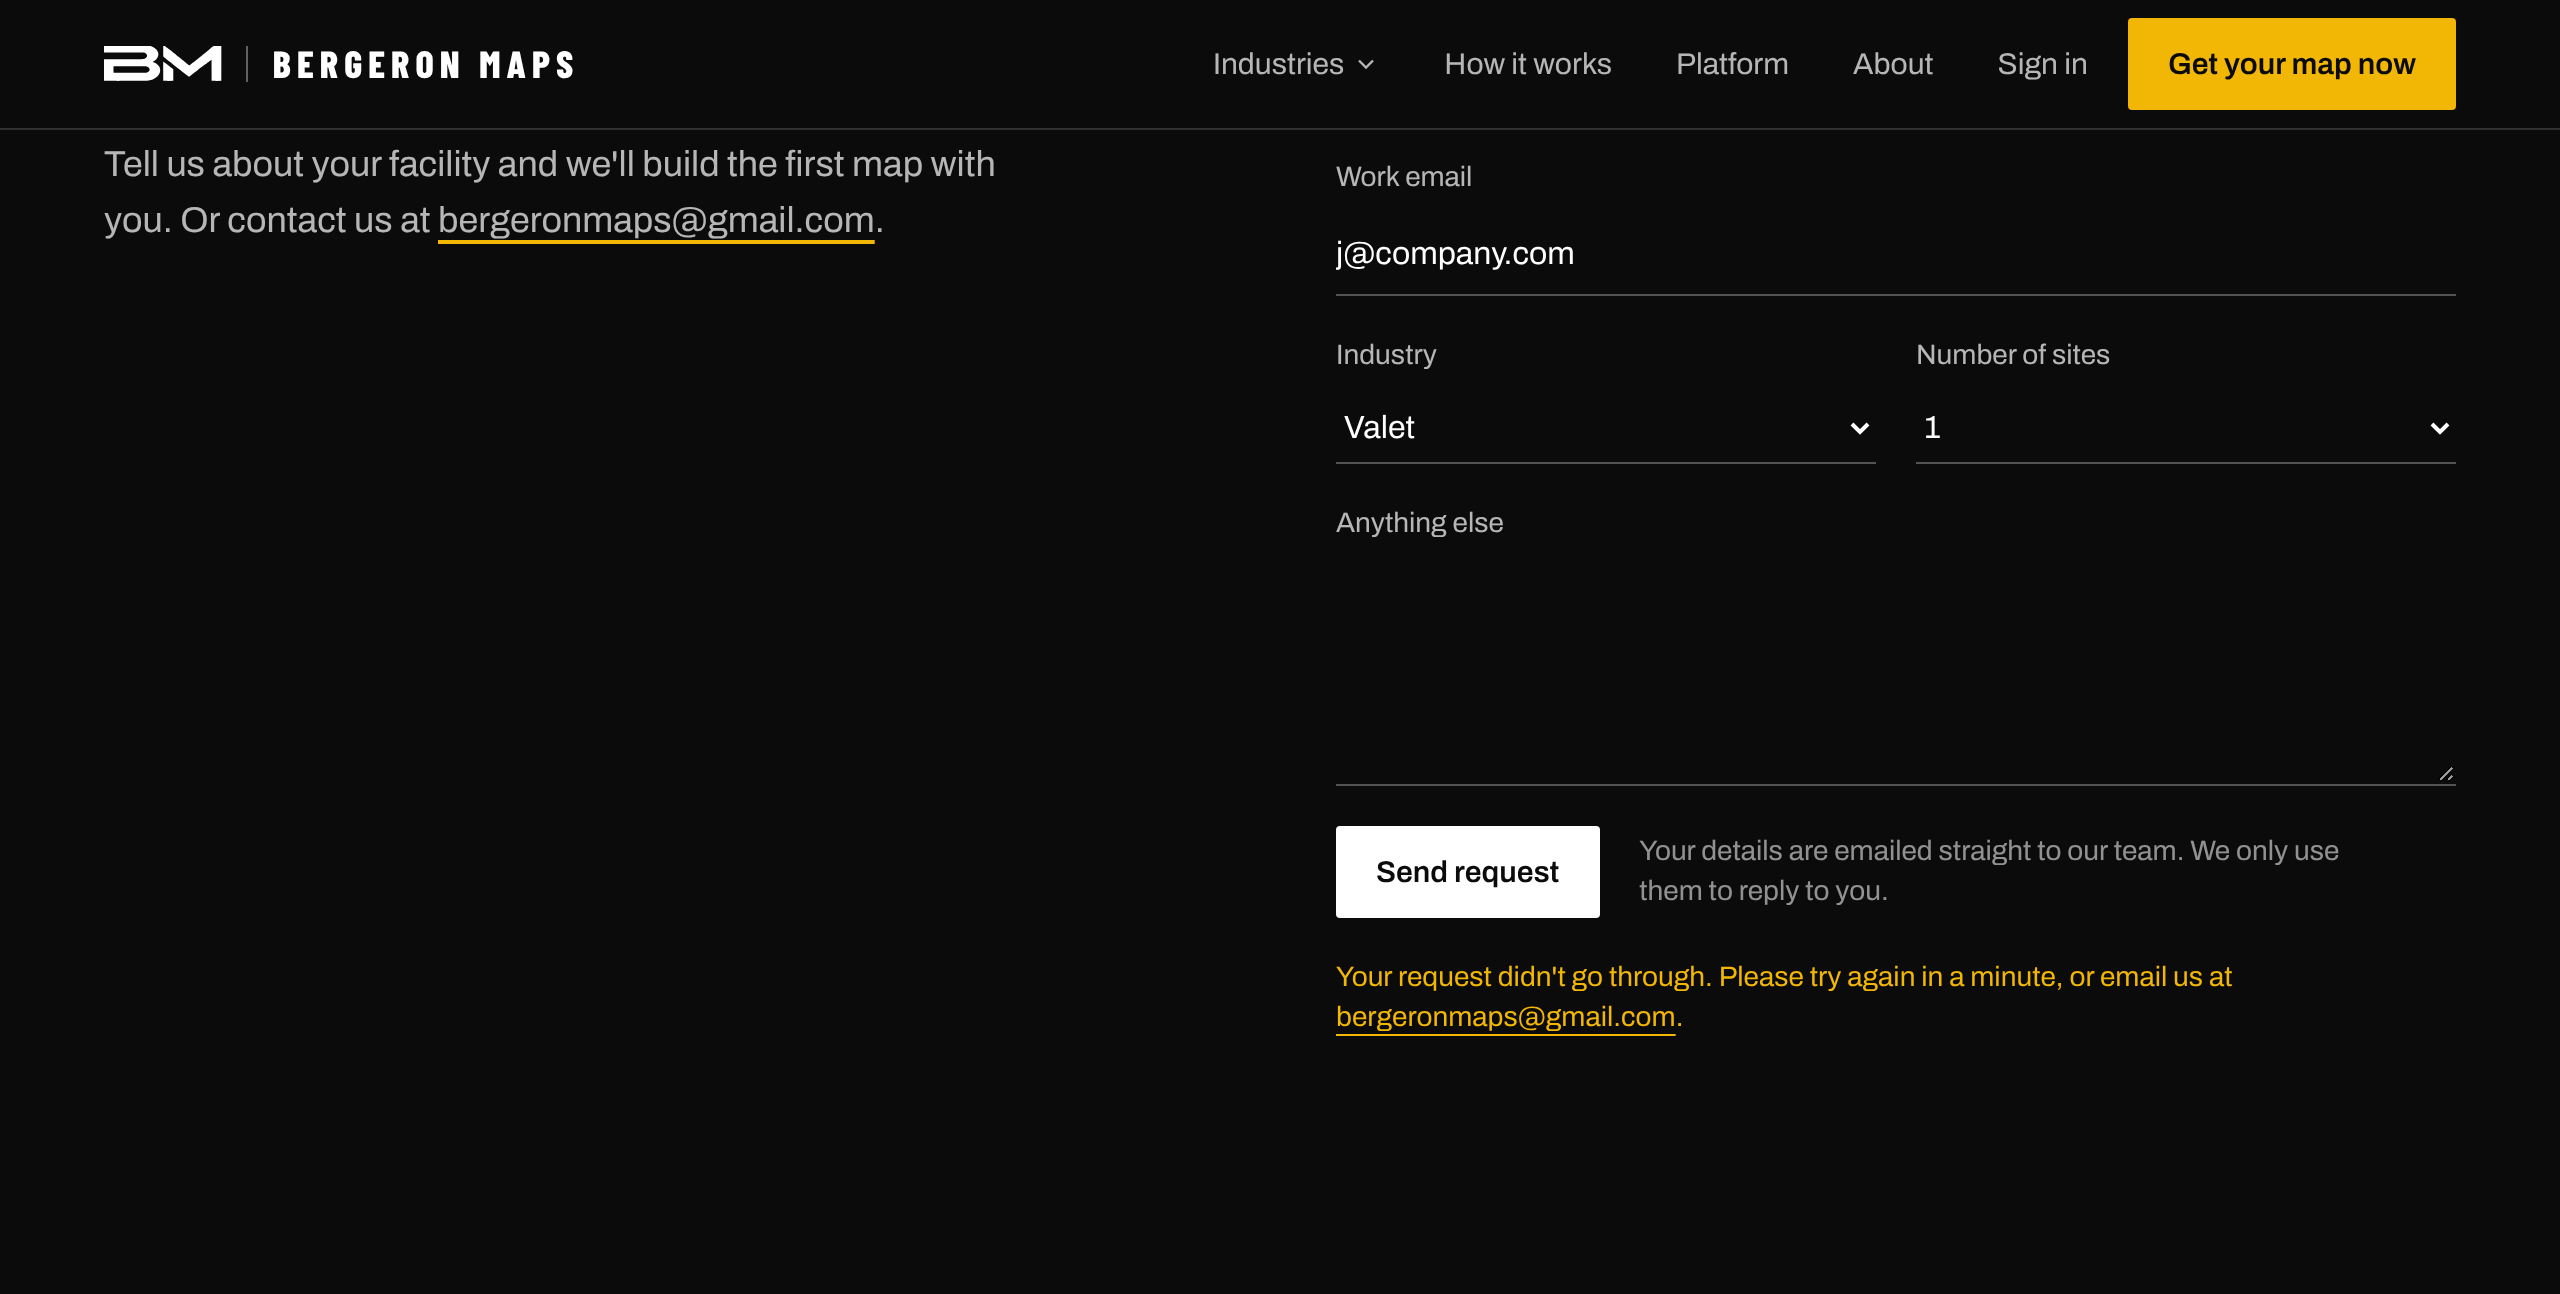 BM | BERGERON MAPS
Industries
How it works
Platform
About
Sign in
Get your map now
Tell us about your facility and we'll build the first map with
you. Or contact us at bergeronmaps@gmail.com.
Work email
j@company.com
Industry
Number of sites
Valet
1
Anything else
Send request
Your details are emailed straight to our team. We only use
them to reply to you.
Your request didn't go through. Please try again in a minute, or email us at
bergeronmaps@gmail.com.